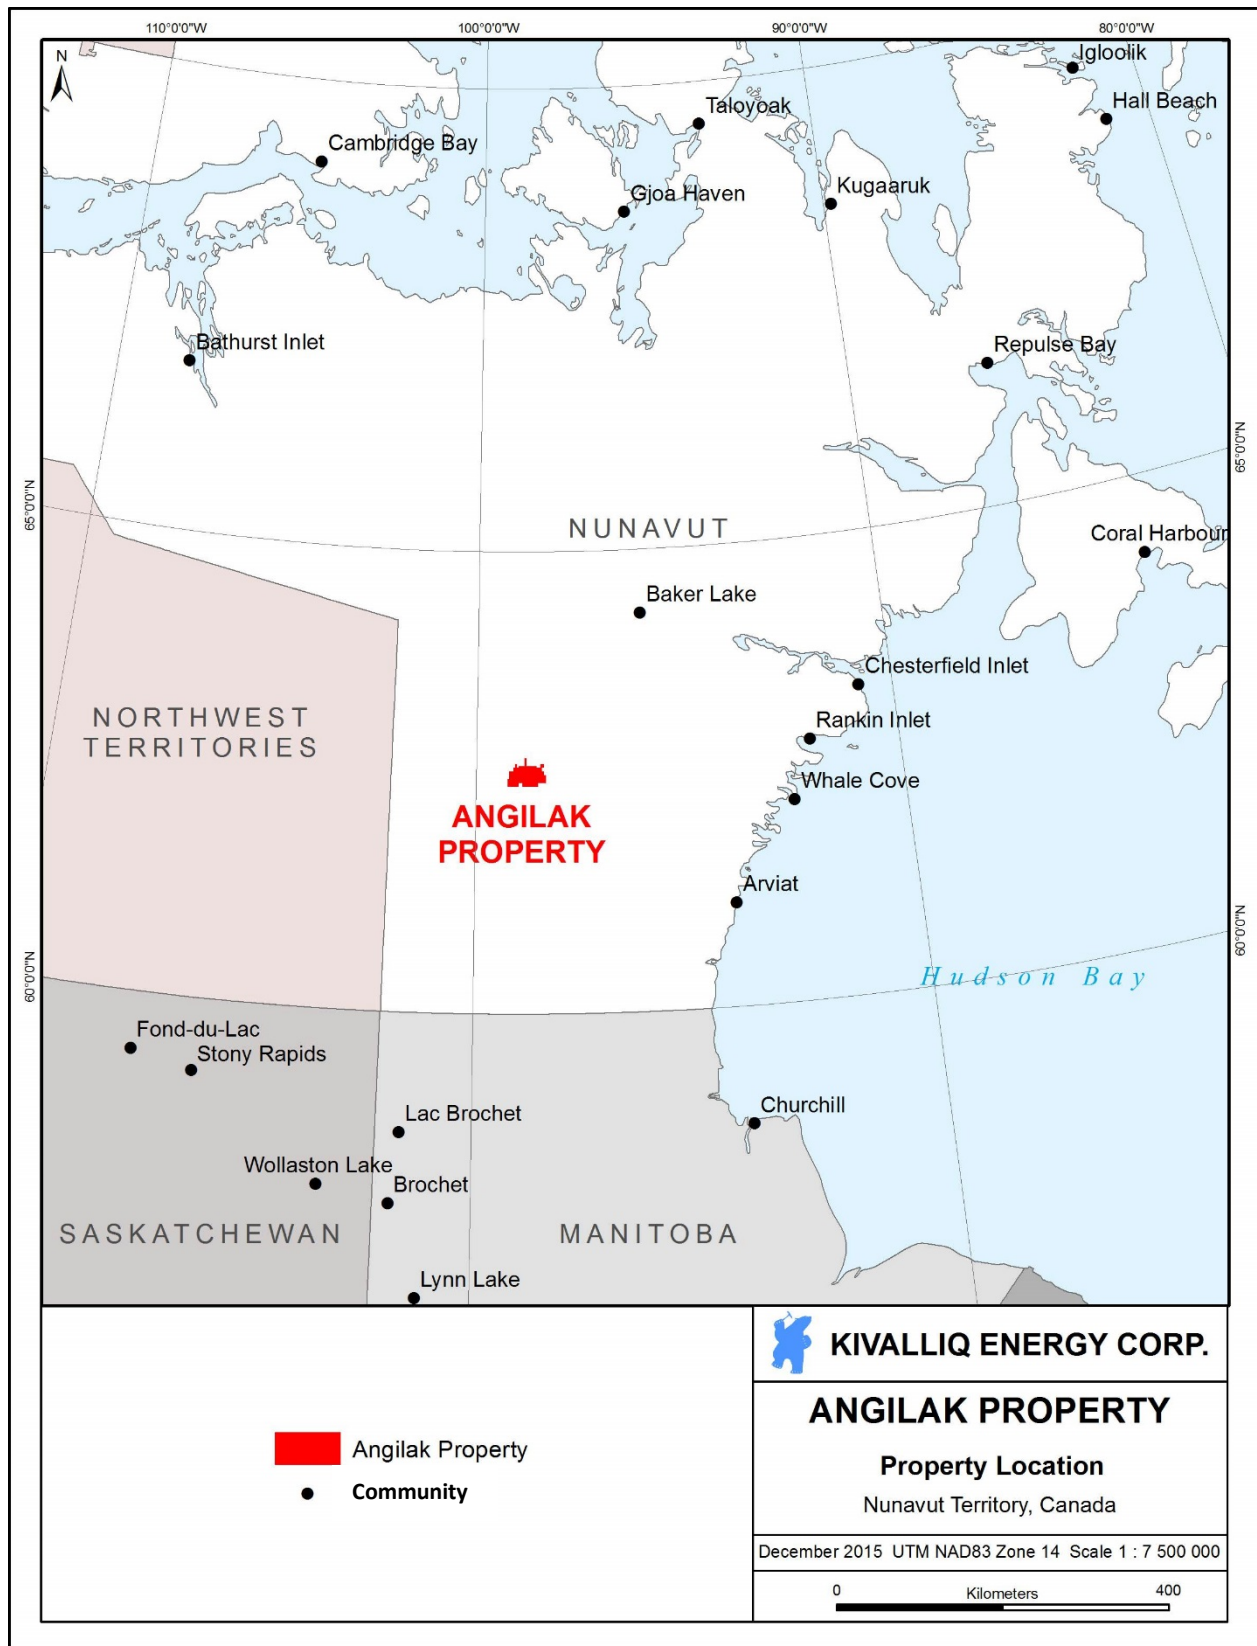 110°0'0"W
100°0'0"W
90°0'0"W
80°0'0"W
N
Igloolik
Hall Beach
Taloyoak
Cambridge Bay
Gjoa Haven
Kugaaruk
Bathurst Inlet
Repulse Bay
65°0'0"N
65°0'0"N
NUNAVUT
Coral Harbour
Baker Lake
Chesterfield Inlet
NORTHWEST
TERRITORIES
Rankin Inlet
Whale Cove
ANGILAK
PROPERTY
Arviat
60°0'0"N
60°0'0"N
Hudson Bay
Fond-du-Lac
Stony Rapids
Lac Brochet
Churchill
Wollaston Lake
Brochet
SASKATCHEWAN
MANITOBA
Lynn Lake
KIVALLIQ ENERGY CORP.
ANGILAK PROPERTY
Property Location
Nunavut Territory, Canada
December 2015 UTM NAD83 Zone 14 Scale 1 : 7 500 000
0 Kilometers 400
Angilak Property
Community